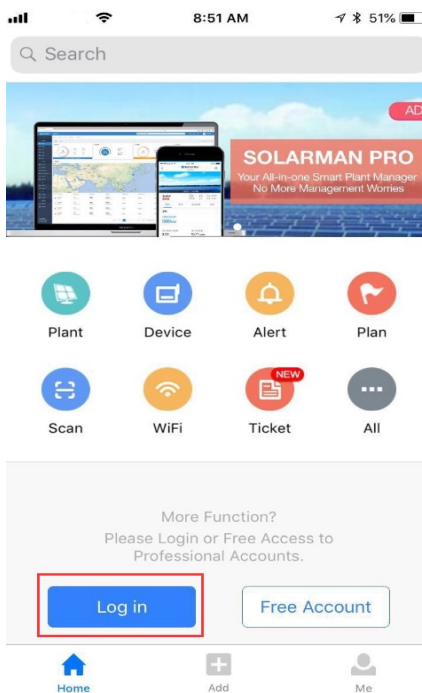 8:51 AM
51%
Search
AD
SOLARMAN PRO
Your All-in-one Smart Plant Manager
No More Management Worries
Plant
Device
Alert
Plan
NEW
Scan
WiFi
Ticket
All
More Function?
Please Login or Free Access to
Professional Accounts.
Log in
Free Account
Home
Add
Me